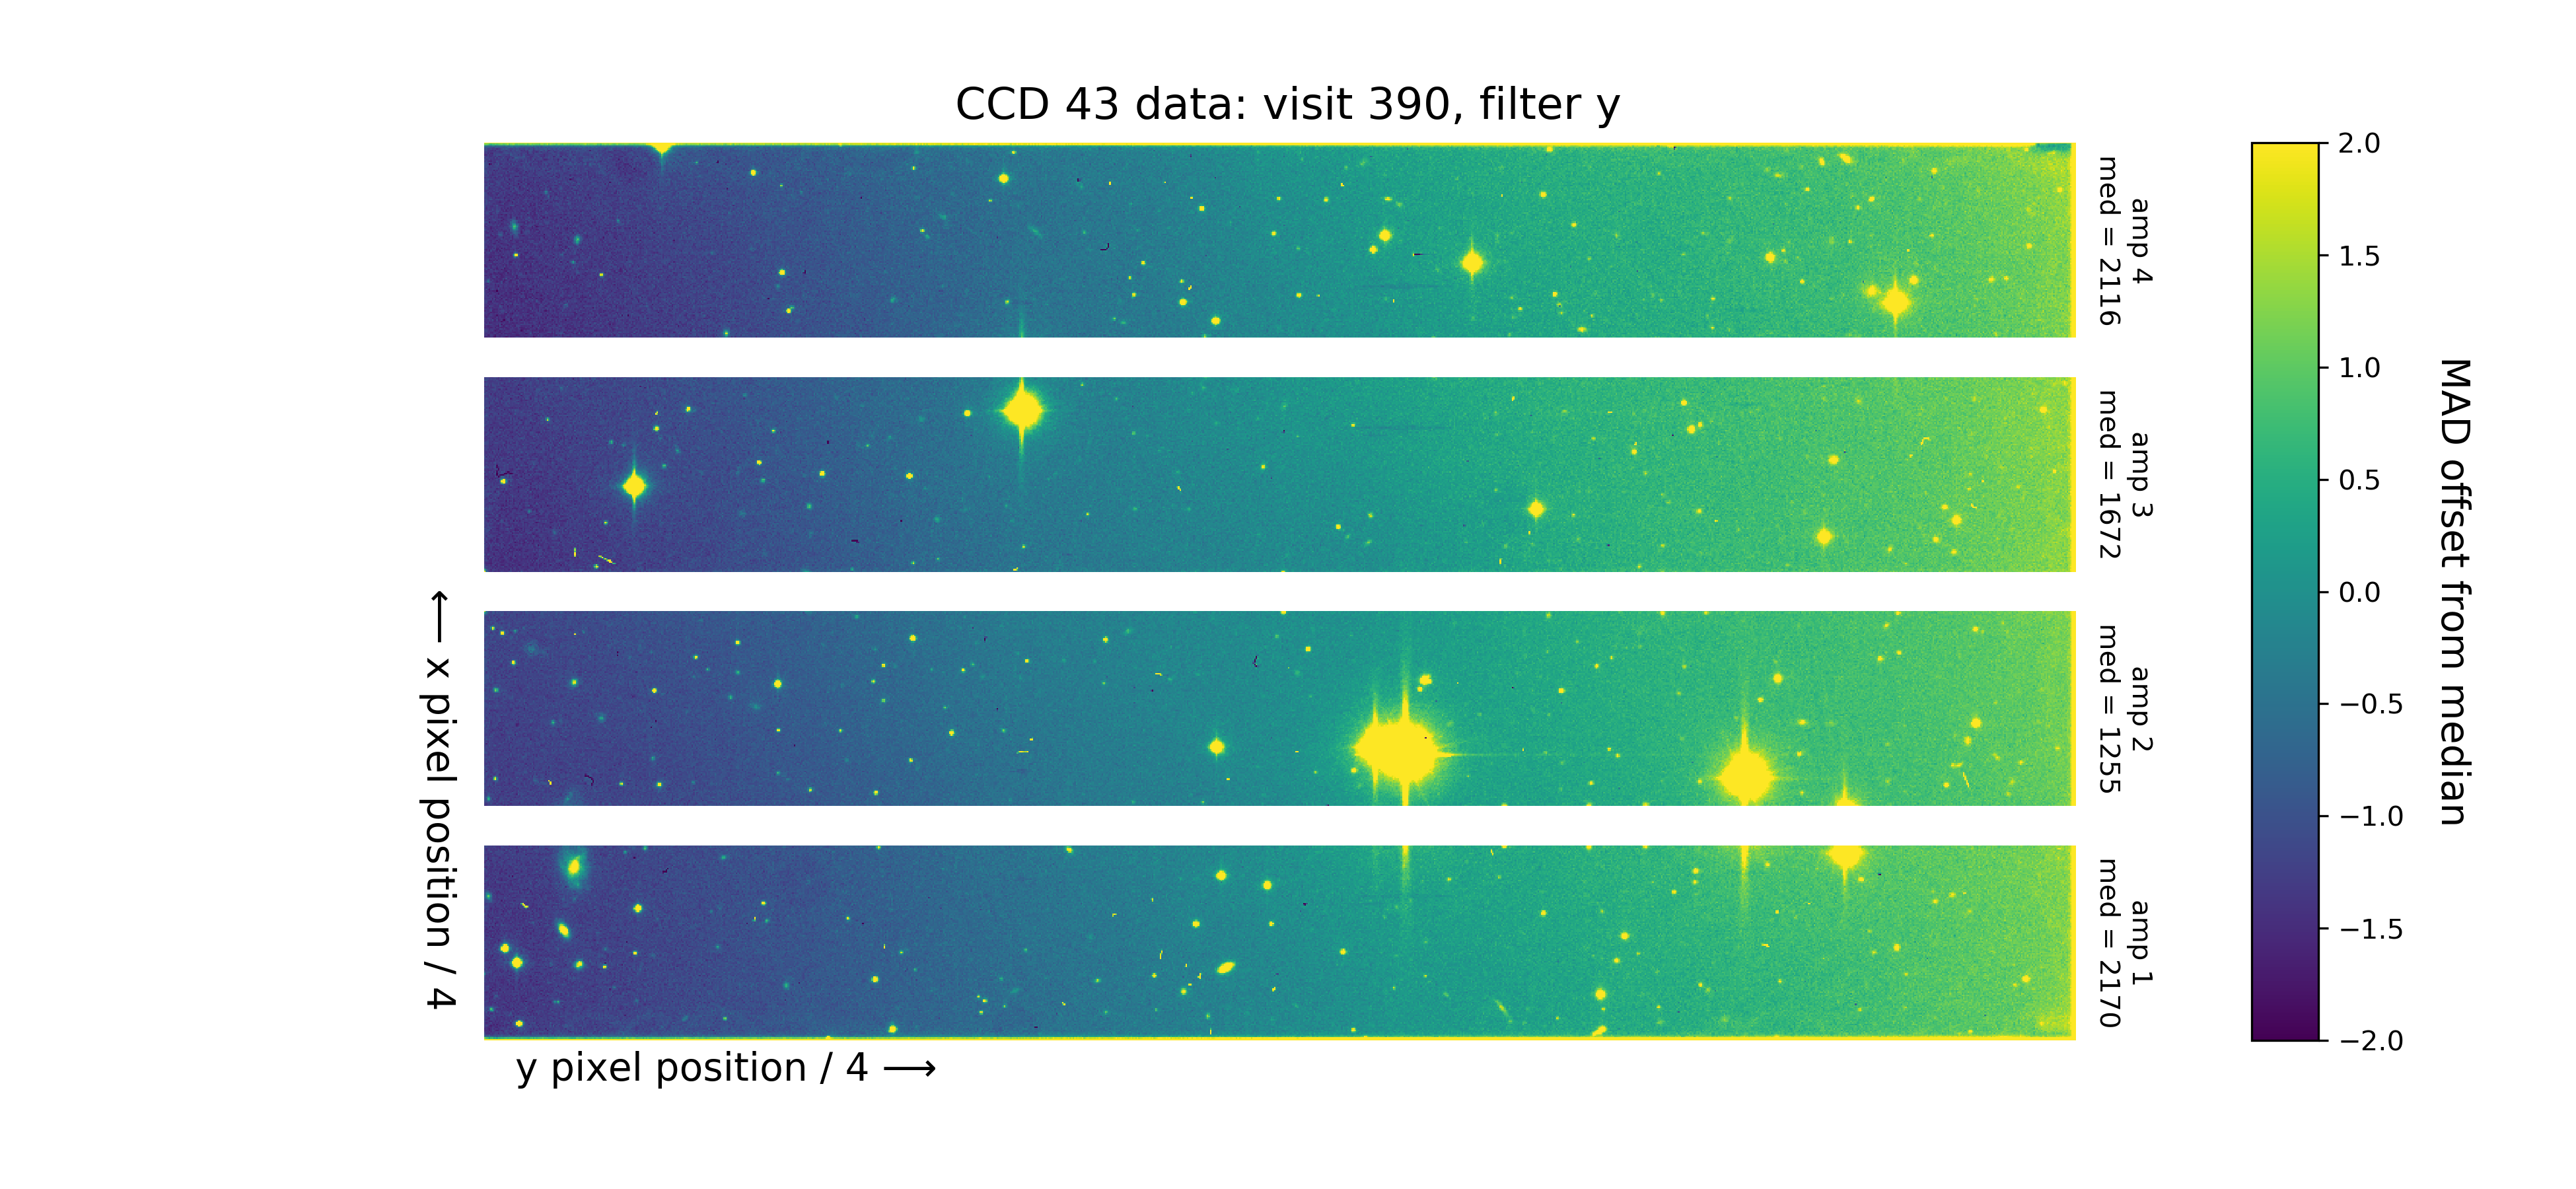 CCD 43 data: visit 390, filter y
amp 4
med = 2116
amp 3
med = 1672
amp 2
med = 1255
amp 1
med = 2170
⟵ x pixel position / 4
y pixel position / 4 ⟶
2.0
1.5
1.0
0.5
0.0
−0.5
−1.0
−1.5
−2.0
MAD offset from median